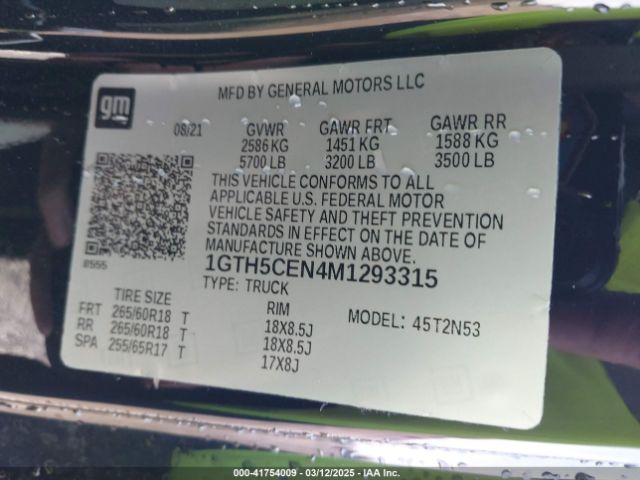 gm
MFD BY GENERAL MOTORS LLC
08/21
GVWR GAWR FRT GAWR RR
2586 KG 1451 KG 1588 KG
5700 LB 3200 LB 3500 LB
THIS VEHICLE CONFORMS TO ALL
APPLICABLE U.S. FEDERAL MOTOR
VEHICLE SAFETY AND THEFT PREVENTION
STANDARDS IN EFFECT ON THE DATE OF
MANUFACTURE SHOWN ABOVE.
8555
1GTH5CEN4M1293315
TYPE: TRUCK
TIRE SIZE RIM MODEL: 45T2N53
FRT 265/60R18 T 18X8.5J
RR 265/60R18 T 18X8.5J
SPA 255/65R17 T 17X8J
000-41754009 - 03/12/2025 - IAA Inc.